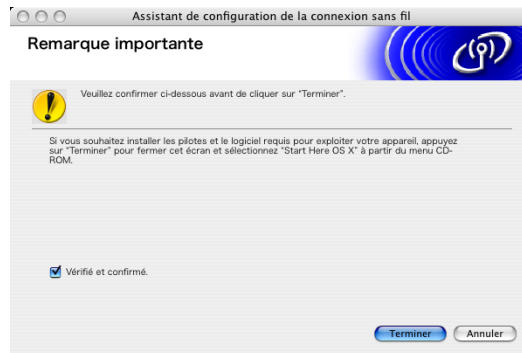 Assistant de configuration de la connexion sans fil
Remarque importante
Veuillez confirmer ci-dessous avant de cliquer sur "Terminer".
Si vous souhaitez installer les pilotes et le logiciel requis pour exploiter votre appareil, appuyez
sur "Terminer" pour fermer cet écran et sélectionnez "Start Here OS X" à partir du menu CD-
ROM.
Vérifié et confirmé.
Terminer
Annuler